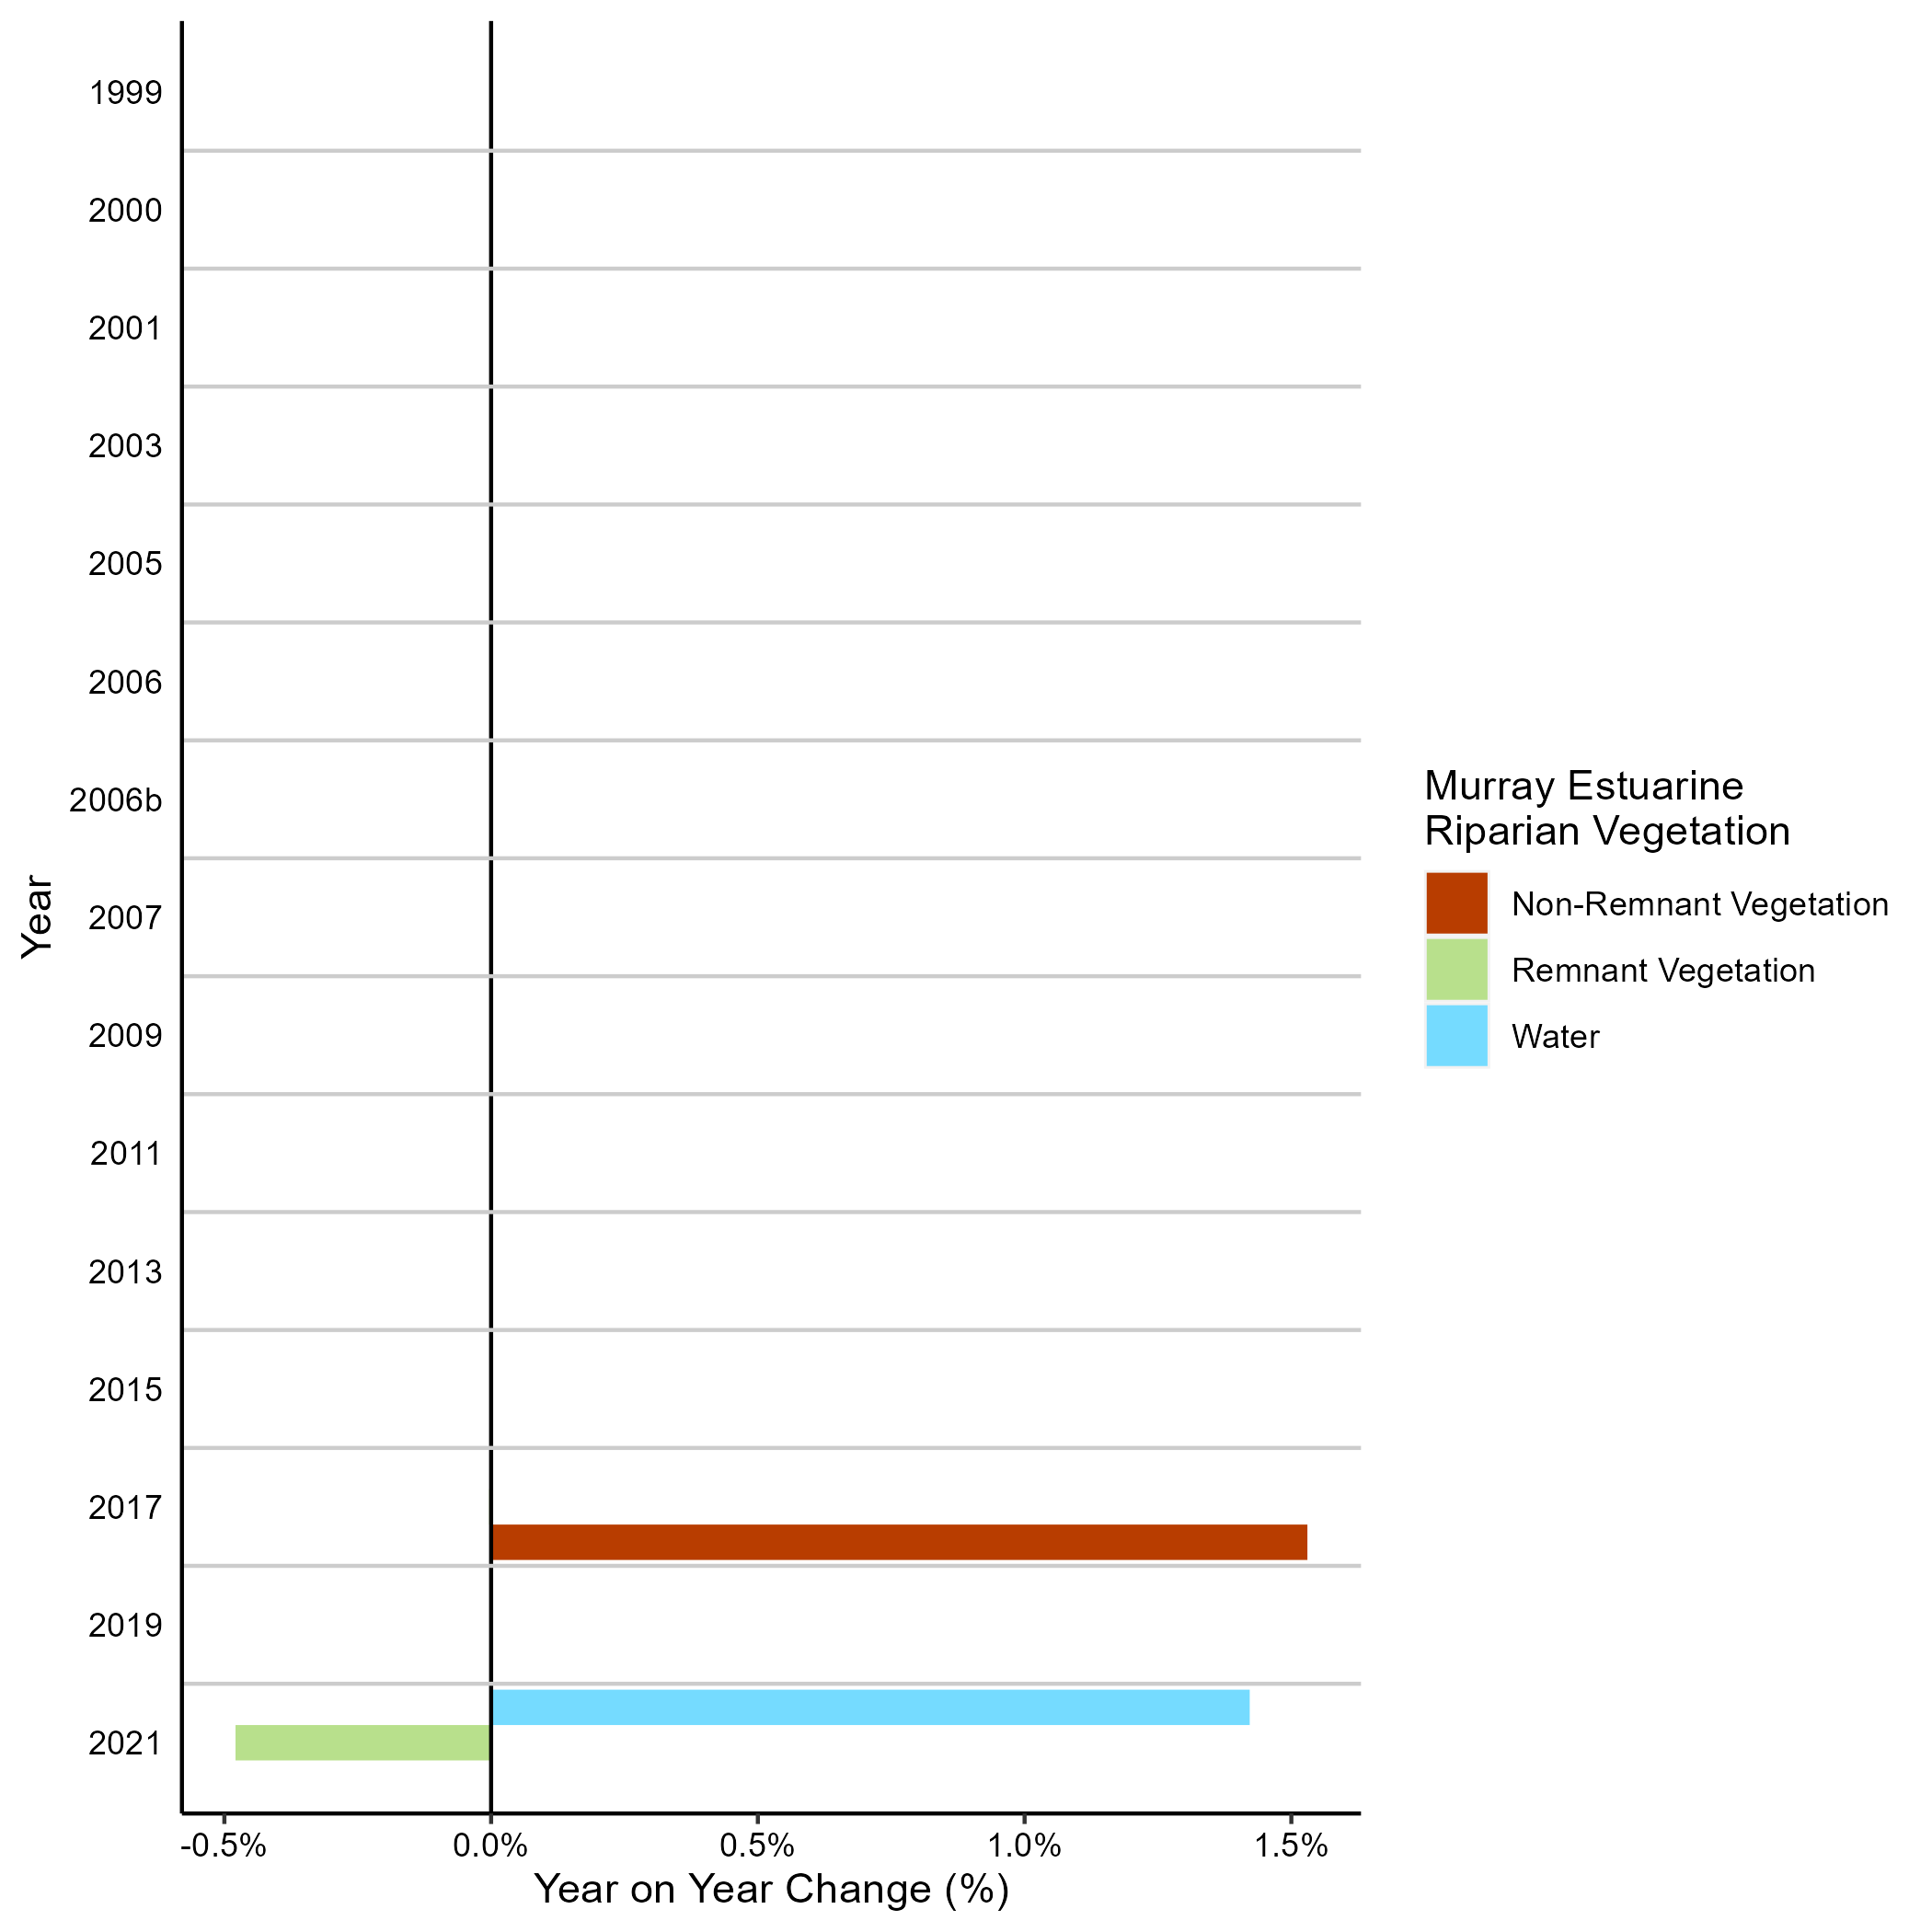 1999
2000
2001
2003
2005
2006
2006b
2007
2009
2011
2013
2015
2017
2019
2021
Year
-0.5%
0.0%
0.5%
1.0%
1.5%
Year on Year Change (%)
Murray Estuarine
Riparian Vegetation
Non-Remnant Vegetation
Remnant Vegetation
Water